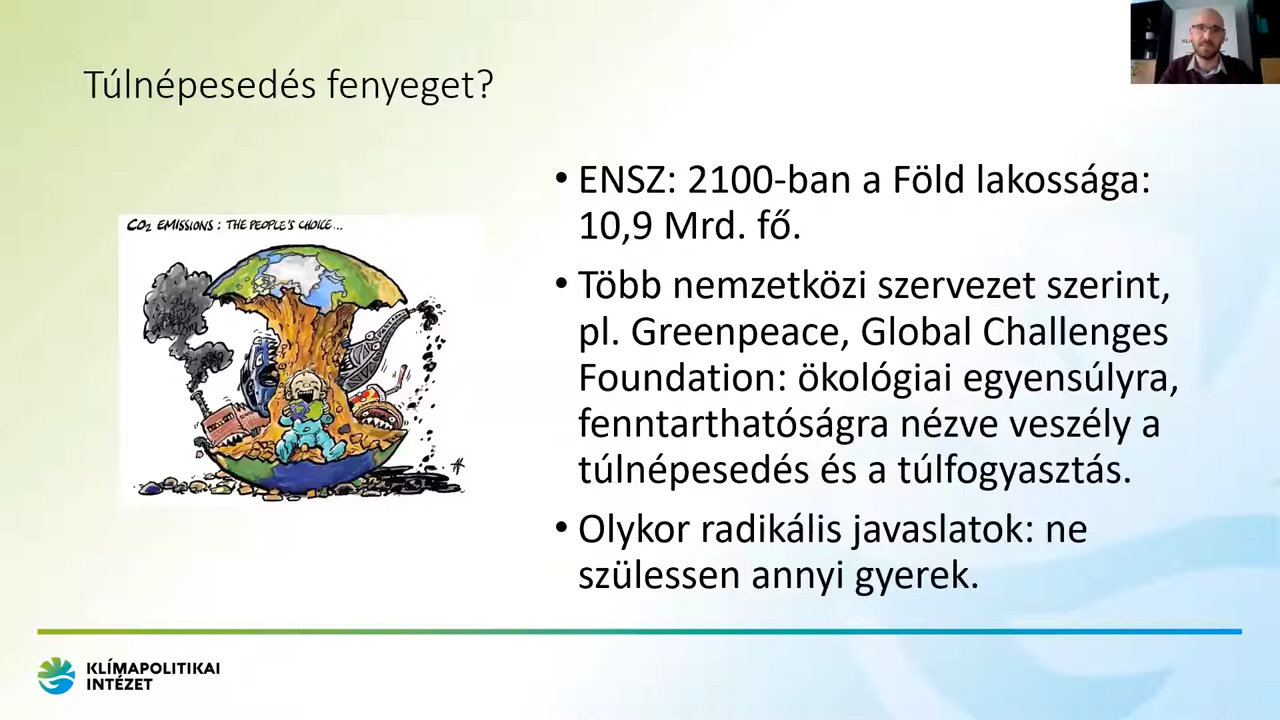 Túlnépesedés fenyeget?
CO2 EMISSIONS : THE PEOPLE'S CHOICE...
• ENSZ: 2100-ban a Föld lakossága:
10,9 Mrd. fő.
• Több nemzetközi szervezet szerint,
pl. Greenpeace, Global Challenges
Foundation: ökológiai egyensúlyra,
fenntarthatóságra nézve veszély a
túlnépesedés és a túlfogyasztás.
• Olykor radikális javaslatok: ne
szülessen annyi gyerek.
KLÍMAPOLITIKAI
INTÉZET